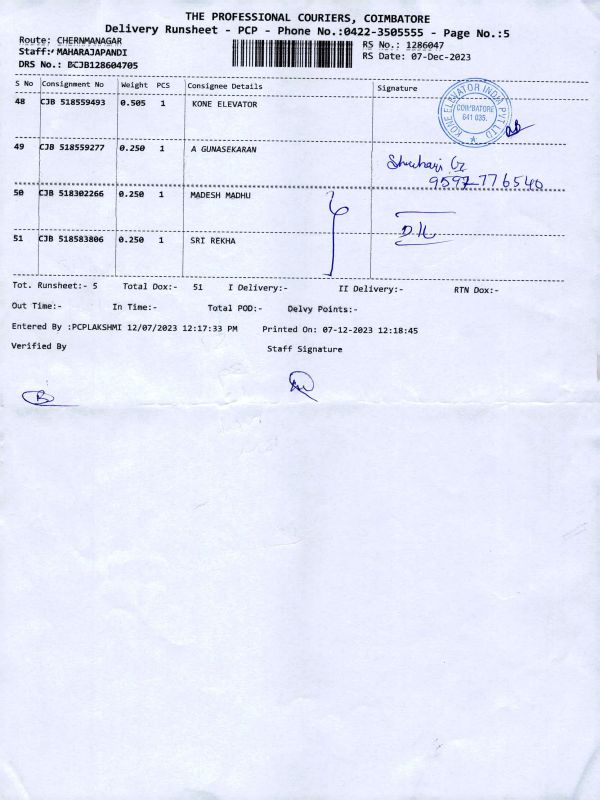 THE PROFESSIONAL COURIERS, COIMBATORE
Delivery Runsheet - PCP - Phone No.:0422-3505555 - Page No.:5
Route: CHERNMANAGAR
RS No.: 1286047
Staff: MAHARAJAPANDI
RS Date: 07-Dec-2023
DRS No.: BCJB128604705
S No Consignment No Weight PCS Consignee Details Signature
48 CJB 518559493 0.505 1 KONE ELEVATOR
KONE ELEVATOR INDIA PVT LTD
COIMBATORE
641 035.
49 CJB 518559277 0.250 1 A GUNASEKARAN
9597776540
50 CJB 518302266 0.250 1 MADESH MADHU
51 CJB 518583806 0.250 1 SRI REKHA
Tot. Runsheet:- 5 Total Dox:- 51 I Delivery:- II Delivery:- RTN Dox:-
Out Time:- In Time:- Total POD:- Delvy Points:-
Entered By :PCPLAKSHMI 12/07/2023 12:17:33 PM Printed On: 07-12-2023 12:18:45
Verified By Staff Signature